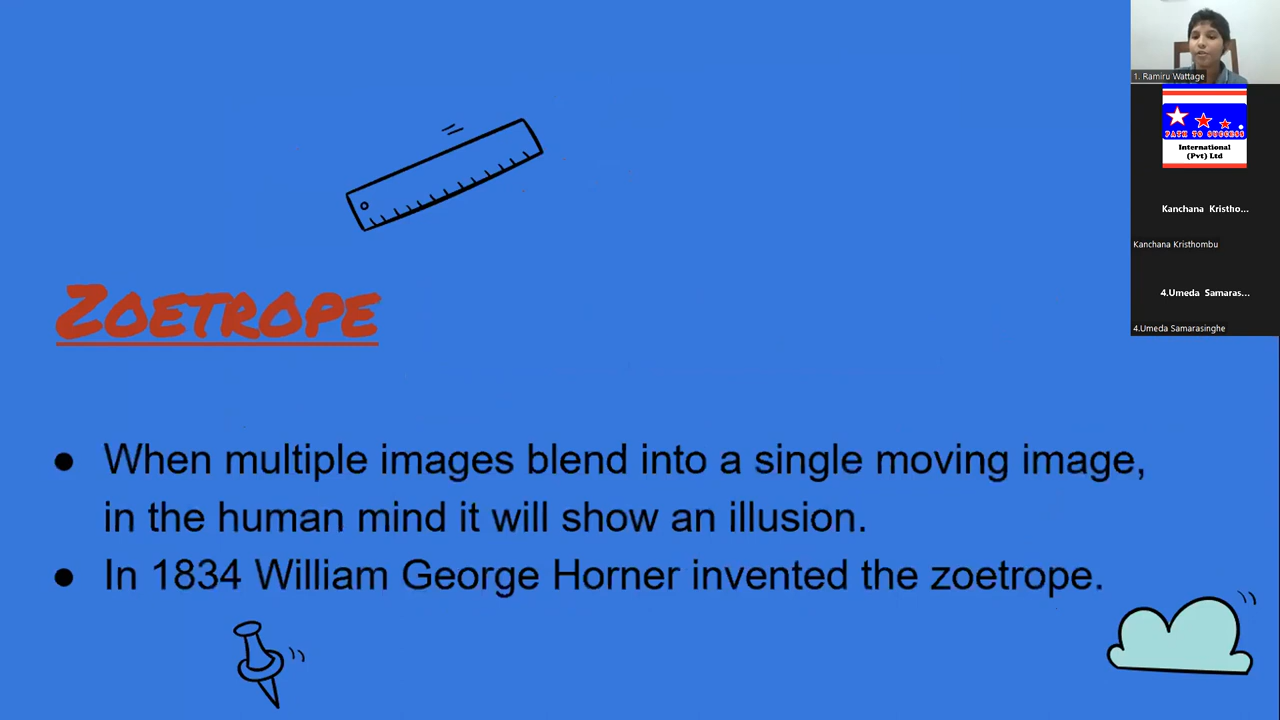 1. Ramiru Wattage
PATH TO SUCCESS
International
(Pvt) Ltd
Kanchana Kristho...
Kanchana Kristhombu
4.Umeda Samaras...
4.Umeda Samarasinghe
ZOETROPE
● When multiple images blend into a single moving image,
in the human mind it will show an illusion.
● In 1834 William George Horner invented the zoetrope.